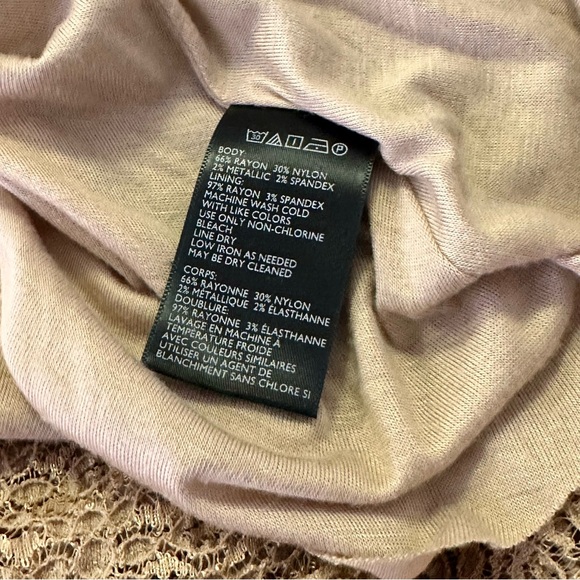 30 P
BODY:
66% RAYON 30% NYLON
2% METALLIC 2% SPANDEX
LINING:
97% RAYON 3% SPANDEX
MACHINE WASH COLD
WITH LIKE COLORS
USE ONLY NON-CHLORINE
BLEACH
LINE DRY
LOW IRON AS NEEDED
MAY BE DRY CLEANED
CORPS:
66% RAYONNE 30% NYLON
2% MÉTALLIQUE 2% ÉLASTHANNE
DOUBLURE:
97% RAYONNE 3% ÉLASTHANNE
LAVAGE EN MACHINE À
TEMPÉRATURE FROIDE
AVEC COULEURS SIMILAIRES
UTILISER UN AGENT DE
BLANCHIMENT SANS CHLORE SI